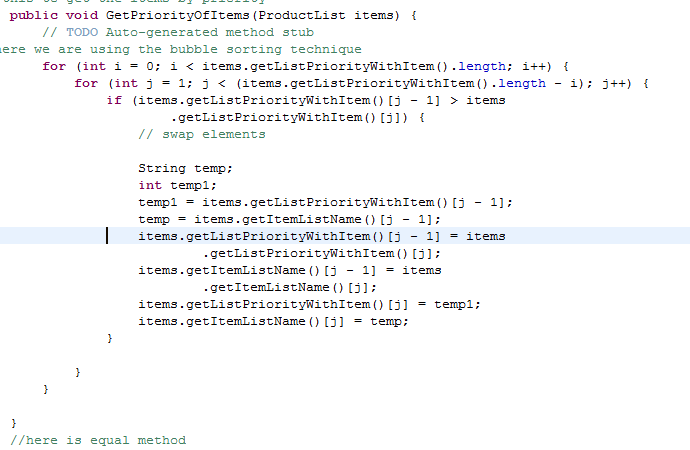 public void GetPriorityOfItems(ProductList items) {
// TODO Auto-generated method stub
here we are using the bubble sorting technique
for (int i = 0; i < items.getListPriorityWithItem().length; i++) {
for (int j = 1; j < (items.getListPriorityWithItem().length - i); j++) {
if (items.getListPriorityWithItem()[j - 1] > items
.getListPriorityWithItem()[j]) {
// swap elements
String temp;
int temp1;
temp1 = items.getListPriorityWithItem()[j - 1];
temp = items.getItemListName()[j - 1];
items.getListPriorityWithItem()[j - 1] = items
.getListPriorityWithItem()[j];
items.getItemListName()[j - 1] = items
.getItemListName()[j];
items.getListPriorityWithItem()[j] = temp1;
items.getItemListName()[j] = temp;
}
}
}
}
//here is equal method